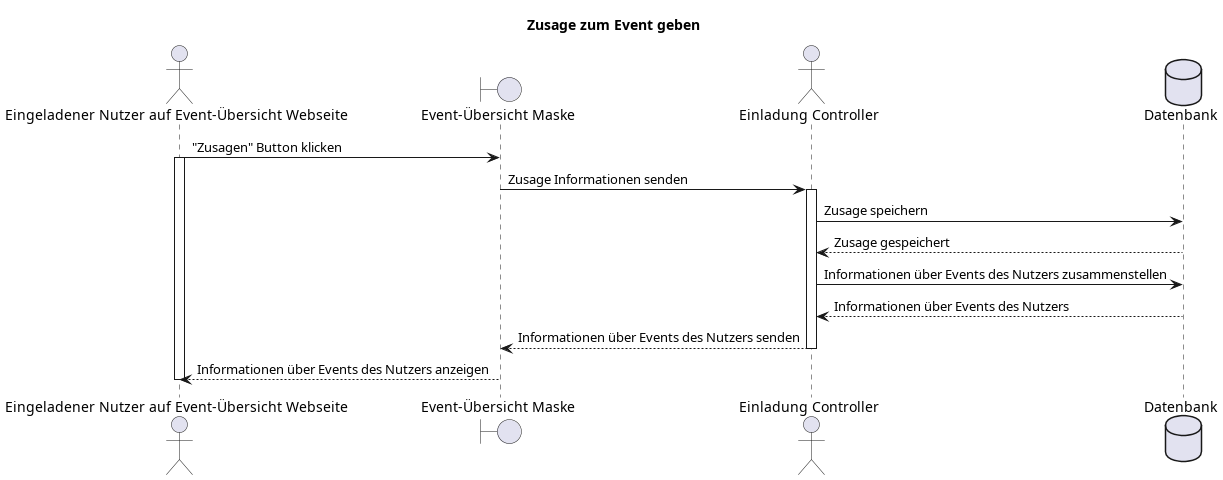 Zusage zum Event geben
Eingeladener Nutzer auf Event-Übersicht Webseite
Event-Übersicht Maske
Einladung Controller
Datenbank
"Zusagen" Button klicken
Zusage Informationen senden
Zusage speichern
Zusage gespeichert
Informationen über Events des Nutzers zusammenstellen
Informationen über Events des Nutzers
Informationen über Events des Nutzers senden
Informationen über Events des Nutzers anzeigen
Eingeladener Nutzer auf Event-Übersicht Webseite
Event-Übersicht Maske
Einladung Controller
Datenbank